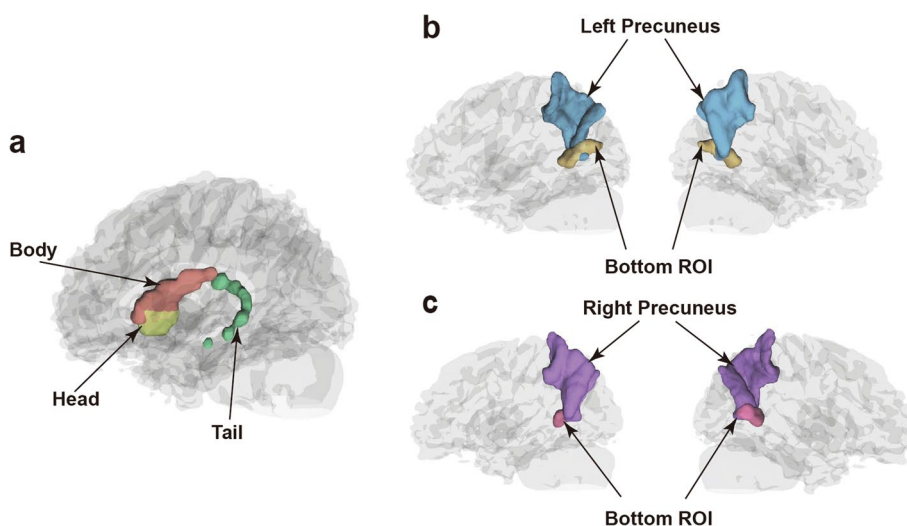 a
Body
Head
Tail
b
Left Precuneus
Bottom ROI
c
Right Precuneus
Bottom ROI